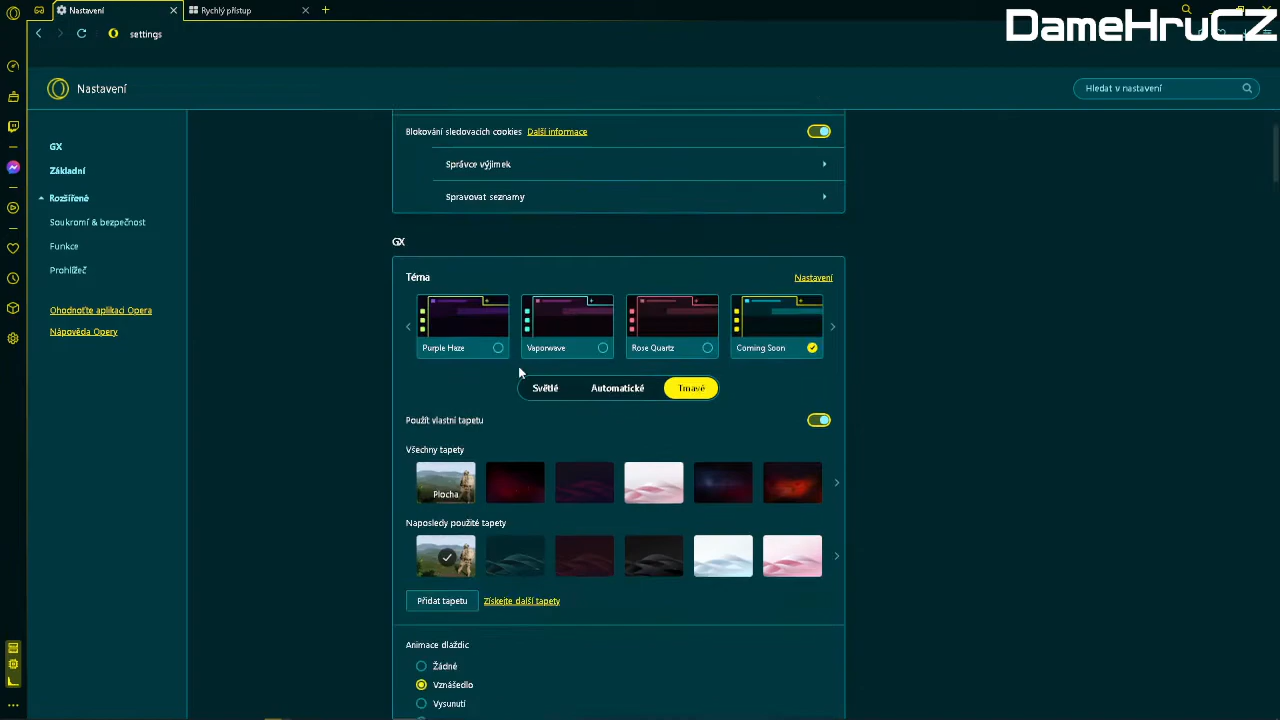 Nastavení
Rychlý přístup
DameHruCZ
settings
Nastavení
Hledat v nastavení
GX
Základní
Rozšířené
Soukromí & bezpečnost
Funkce
Prohlížeč
Ohodnoťte aplikaci Opera
Nápověda Opery
Blokování sledovacích cookies Další informace
Správce výjimek
Spravovat seznamy
GX
Téma
Nastavení
Purple Haze
Vaporwave
Rose Quartz
Coming Soon
Světlé
Automatické
Tmavé
Použít vlastní tapetu
Všechny tapety
Plocha
Naposledy použité tapety
Přidat tapetu
Získejte další tapety
Animace dlaždic
Žádné
Vznášedlo
Vysunutí